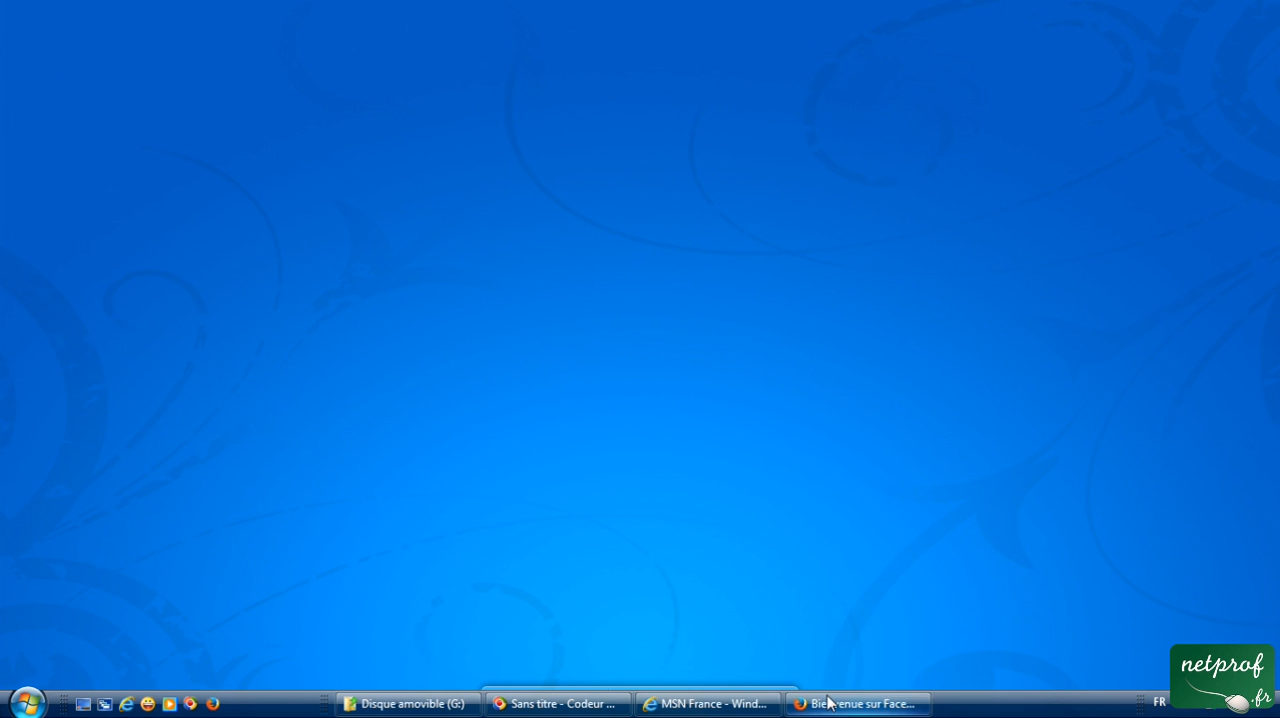 Disque amovible (G:)
Sans titre - Codeur ...
MSN France - Wind...
Bienvenue sur Face...
FR
netprof
.fr